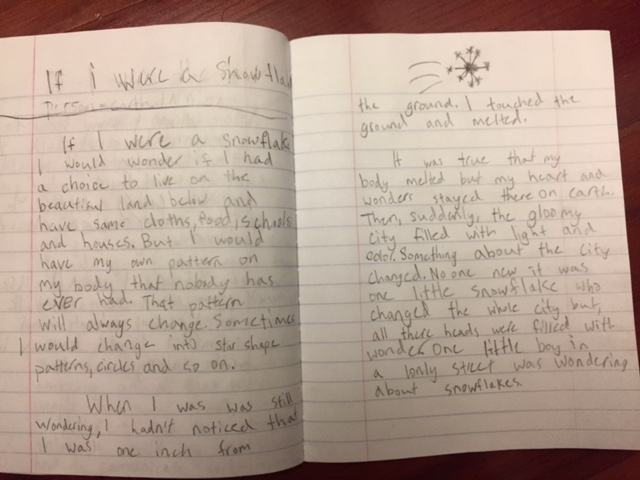 If I were a Snowflak
If I were a Snowflake
I would wonder if I had
a choice to live on the
beautiful land below and
have same cloths, food, schools
and houses. But I would
have my own pattern on
my body that nobody has
ever had. That pattern
will always change. Sometimes
I would change into star shape
patterns, circles and so on.
When I was was still
wondering, I hadn't noticed that
I was one inch from
the ground. I touched the
ground and melted.
It was true that my
body melted but my heart and
wonders stayed there on earth.
Then, suddenly, the gloomy
city filled with light and
color. Something about the city
changed. No one new it was
one little snowflake who
changed the whole city but,
all there heads were filled with
wonder. One little boy in
a lonly street was wondering
about snowflakes.